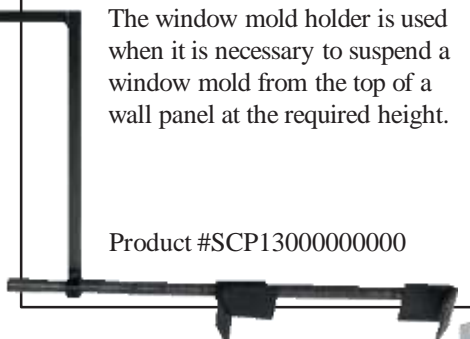 The window mold holder is used
when it is necessary to suspend a
window mold from the top of a
wall panel at the required height.
Product #SCP13000000000